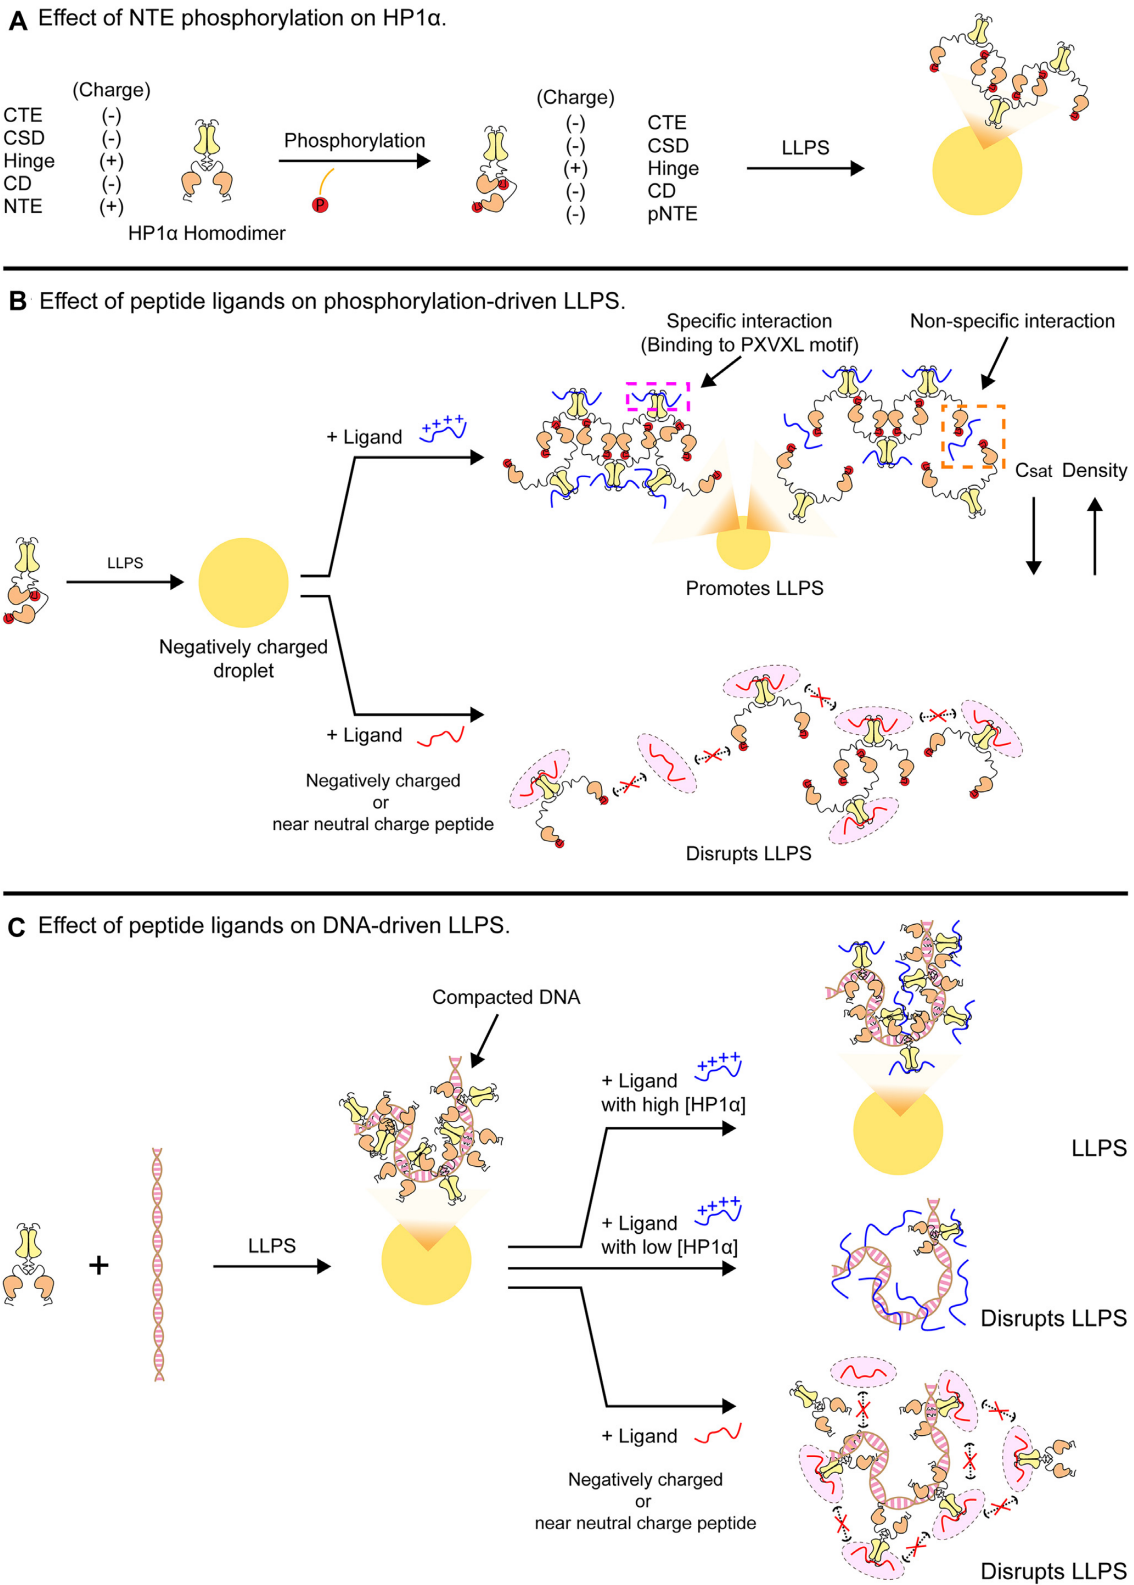 A Effect of NTE phosphorylation on HP1α.
(Charge)
CTE (-)
CSD (-)
Hinge (+)
CD (-)
NTE (+)
HP1α Homodimer
Phosphorylation
P
(Charge)
(-) CTE
(-) CSD
(+) Hinge
(-) CD
(-) pNTE
LLPS
B Effect of peptide ligands on phosphorylation-driven LLPS.
Specific interaction
(Binding to PXVXL motif)
Non-specific interaction
+ Ligand ++++
Csat Density
LLPS
Promotes LLPS
Negatively charged
droplet
+ Ligand
Negatively charged
or
near neutral charge peptide
Disrupts LLPS
C Effect of peptide ligands on DNA-driven LLPS.
Compacted DNA
+ Ligand ++++
with high [HP1α]
LLPS
+ Ligand ++++
with low [HP1α]
+
LLPS
Disrupts LLPS
+ Ligand
Negatively charged
or
near neutral charge peptide
Disrupts LLPS